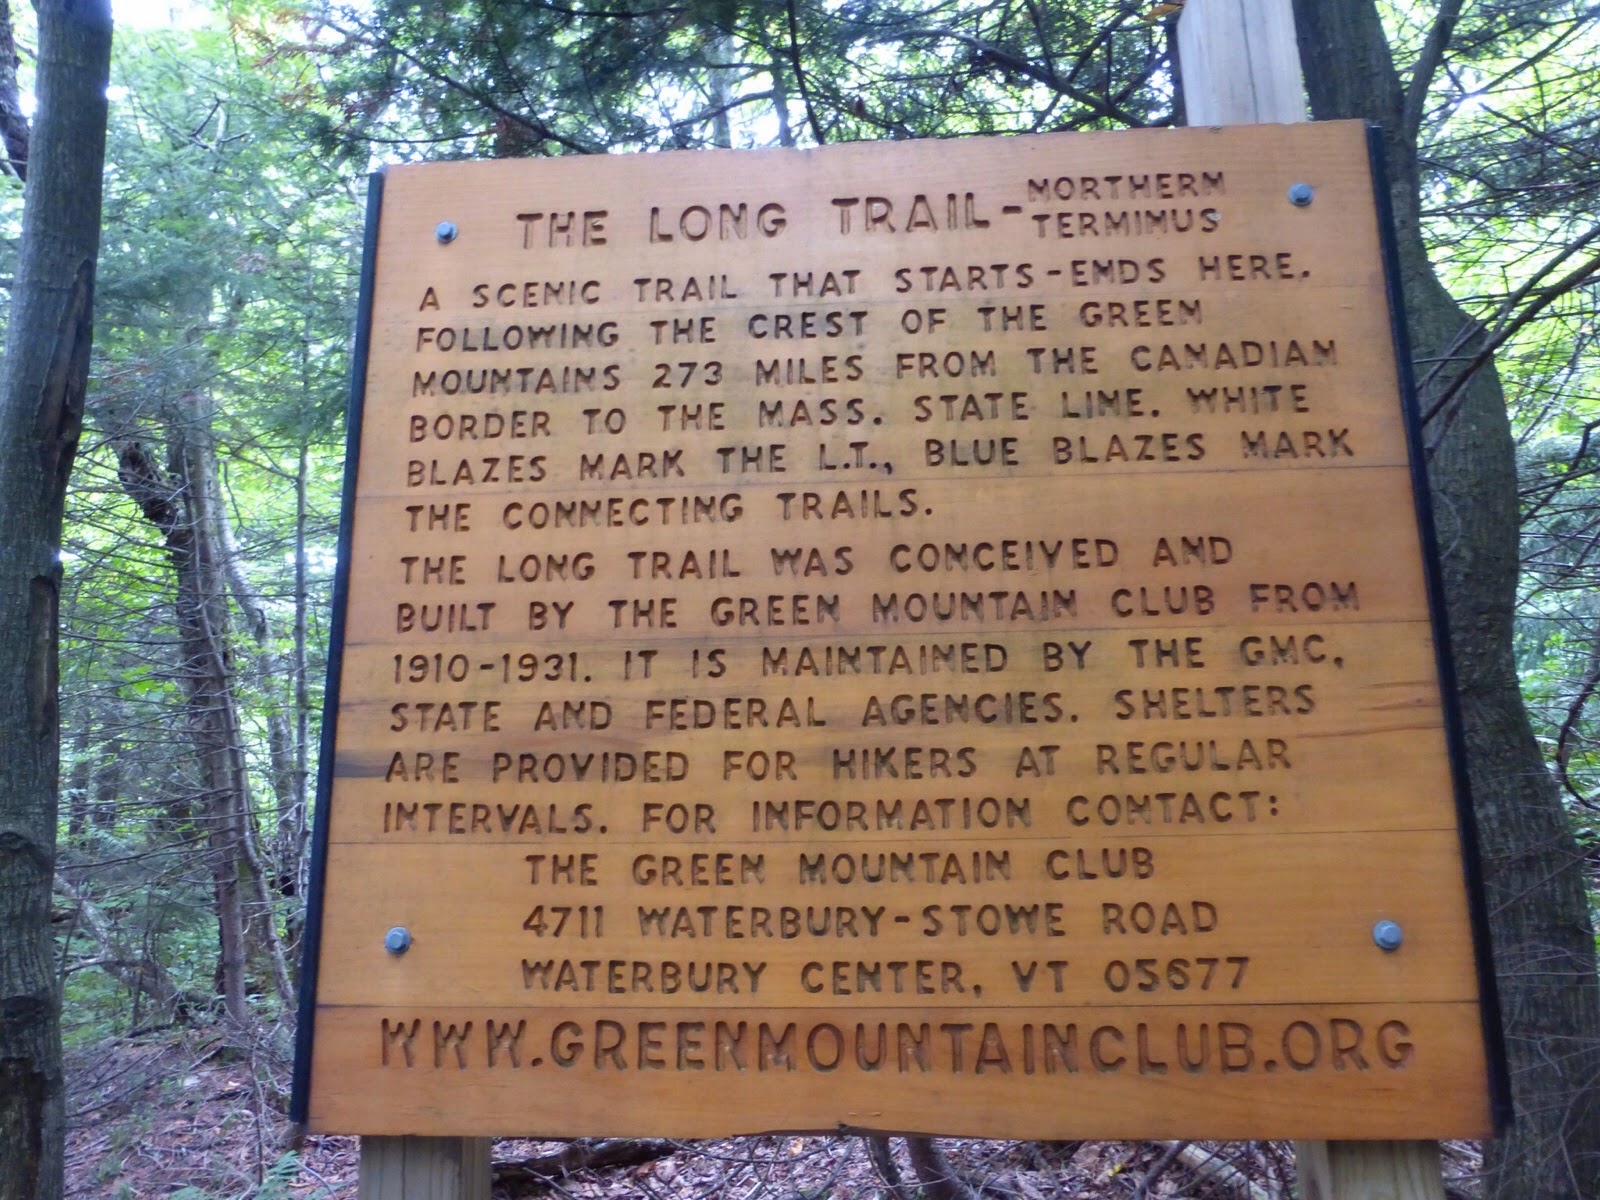 THE LONG TRAIL - NORTHERN TERMINUS
A SCENIC TRAIL THAT STARTS - ENDS HERE.
FOLLOWING THE CREST OF THE GREEN
MOUNTAINS 273 MILES FROM THE CANADIAN
BORDER TO THE MASS. STATE LINE. WHITE
BLAZES MARK THE L.T., BLUE BLAZES MARK
THE CONNECTING TRAILS.
THE LONG TRAIL WAS CONCEIVED AND
BUILT BY THE GREEN MOUNTAIN CLUB FROM
1910-1931. IT IS MAINTAINED BY THE GMC,
STATE AND FEDERAL AGENCIES. SHELTERS
ARE PROVIDED FOR HIKERS AT REGULAR
INTERVALS. FOR INFORMATION CONTACT:
THE GREEN MOUNTAIN CLUB
4711 WATERBURY-STOWE ROAD
WATERBURY CENTER, VT 05677
WWW.GREENMOUNTAINCLUB.ORG